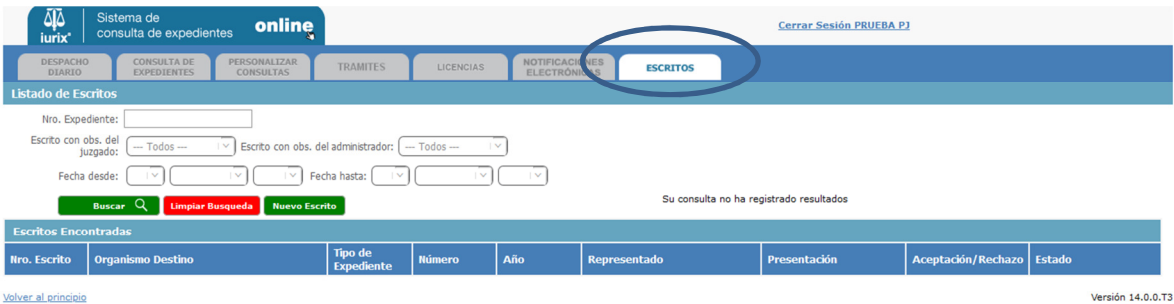 iurix®
Sistema de
consulta de expedientes
online
Cerrar Sesión PRUEBA PJ
DESPACHO
DIARIO
CONSULTA DE
EXPEDIENTES
PERSONALIZAR
CONSULTAS
TRAMITES
LICENCIAS
NOTIFICACIONES
ELECTRÓNICAS
ESCRITOS
Listado de Escritos
Nro. Expediente:
Escrito con obs. del
juzgado: --- Todos --- Escrito con obs. del administrador: --- Todos ---
Fecha desde: Fecha hasta:
Buscar Limpiar Busqueda Nuevo Escrito
Su consulta no ha registrado resultados
Escritos Encontradas
Nro. Escrito Organismo Destino Tipo de Expediente Número Año Representado Presentación Aceptación/Rechazo Estado
Volver al principio Versión 14.0.0.T3